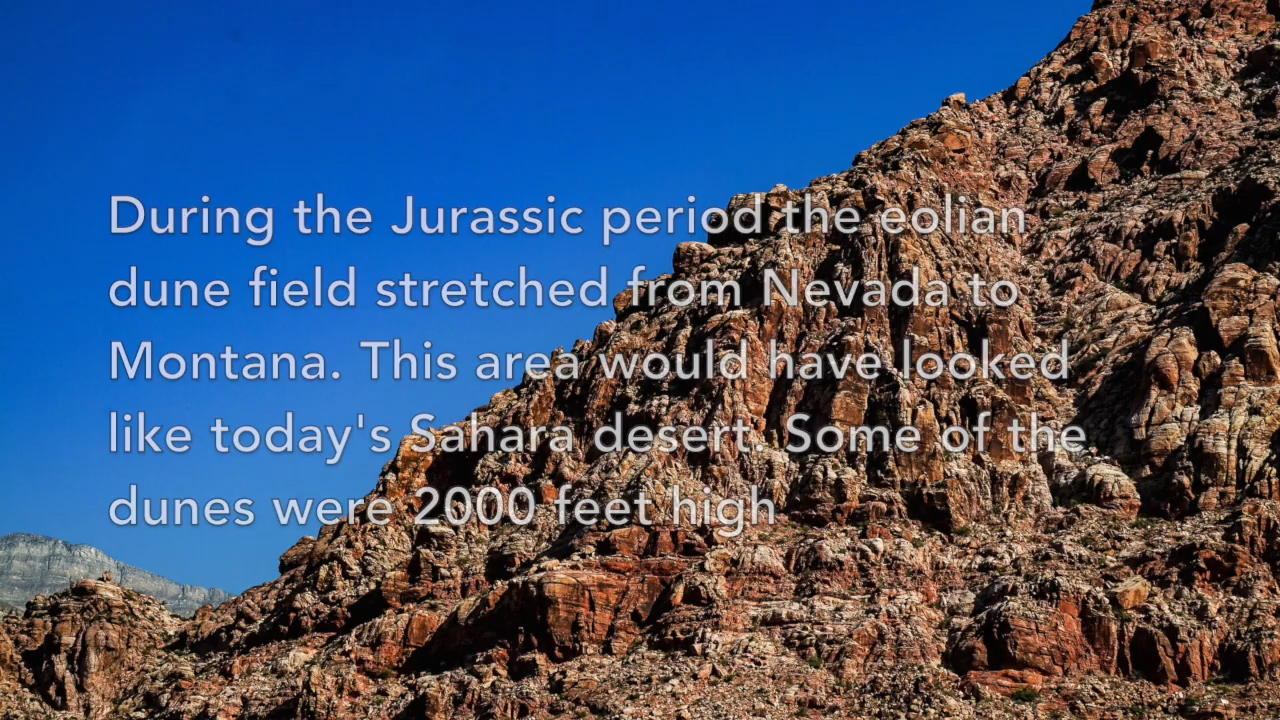 During the Jurassic period the eolian
dune field stretched from Nevada to
Montana. This area would have looked
like today's Sahara desert. Some of the
dunes were 2000 feet high